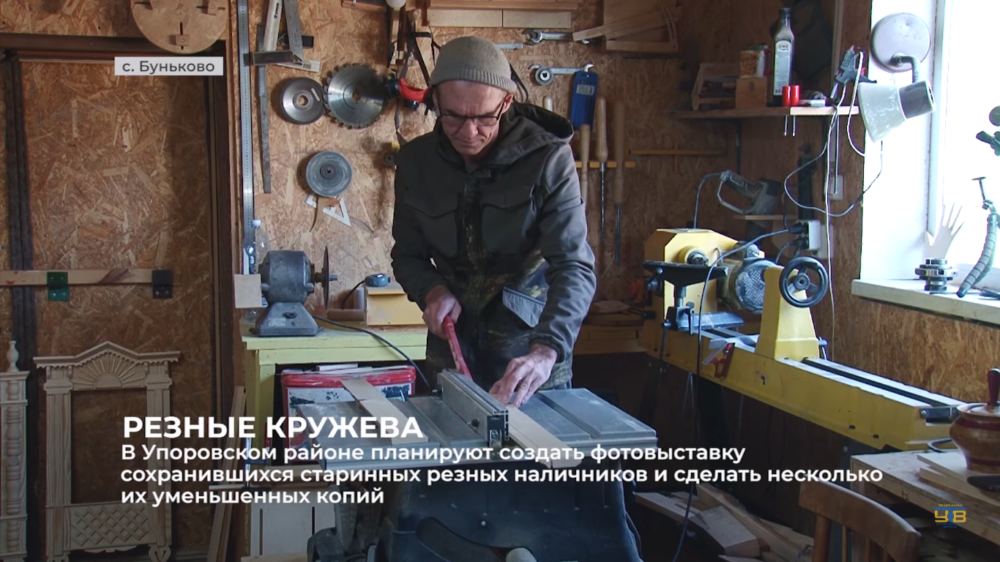 с. Буньково
РЕЗНЫЕ КРУЖЕВА
В Упоровском районе планируют создать фотовыставку
сохранившихся старинных резных наличников и сделать несколько
их уменьшенных копий
УВ